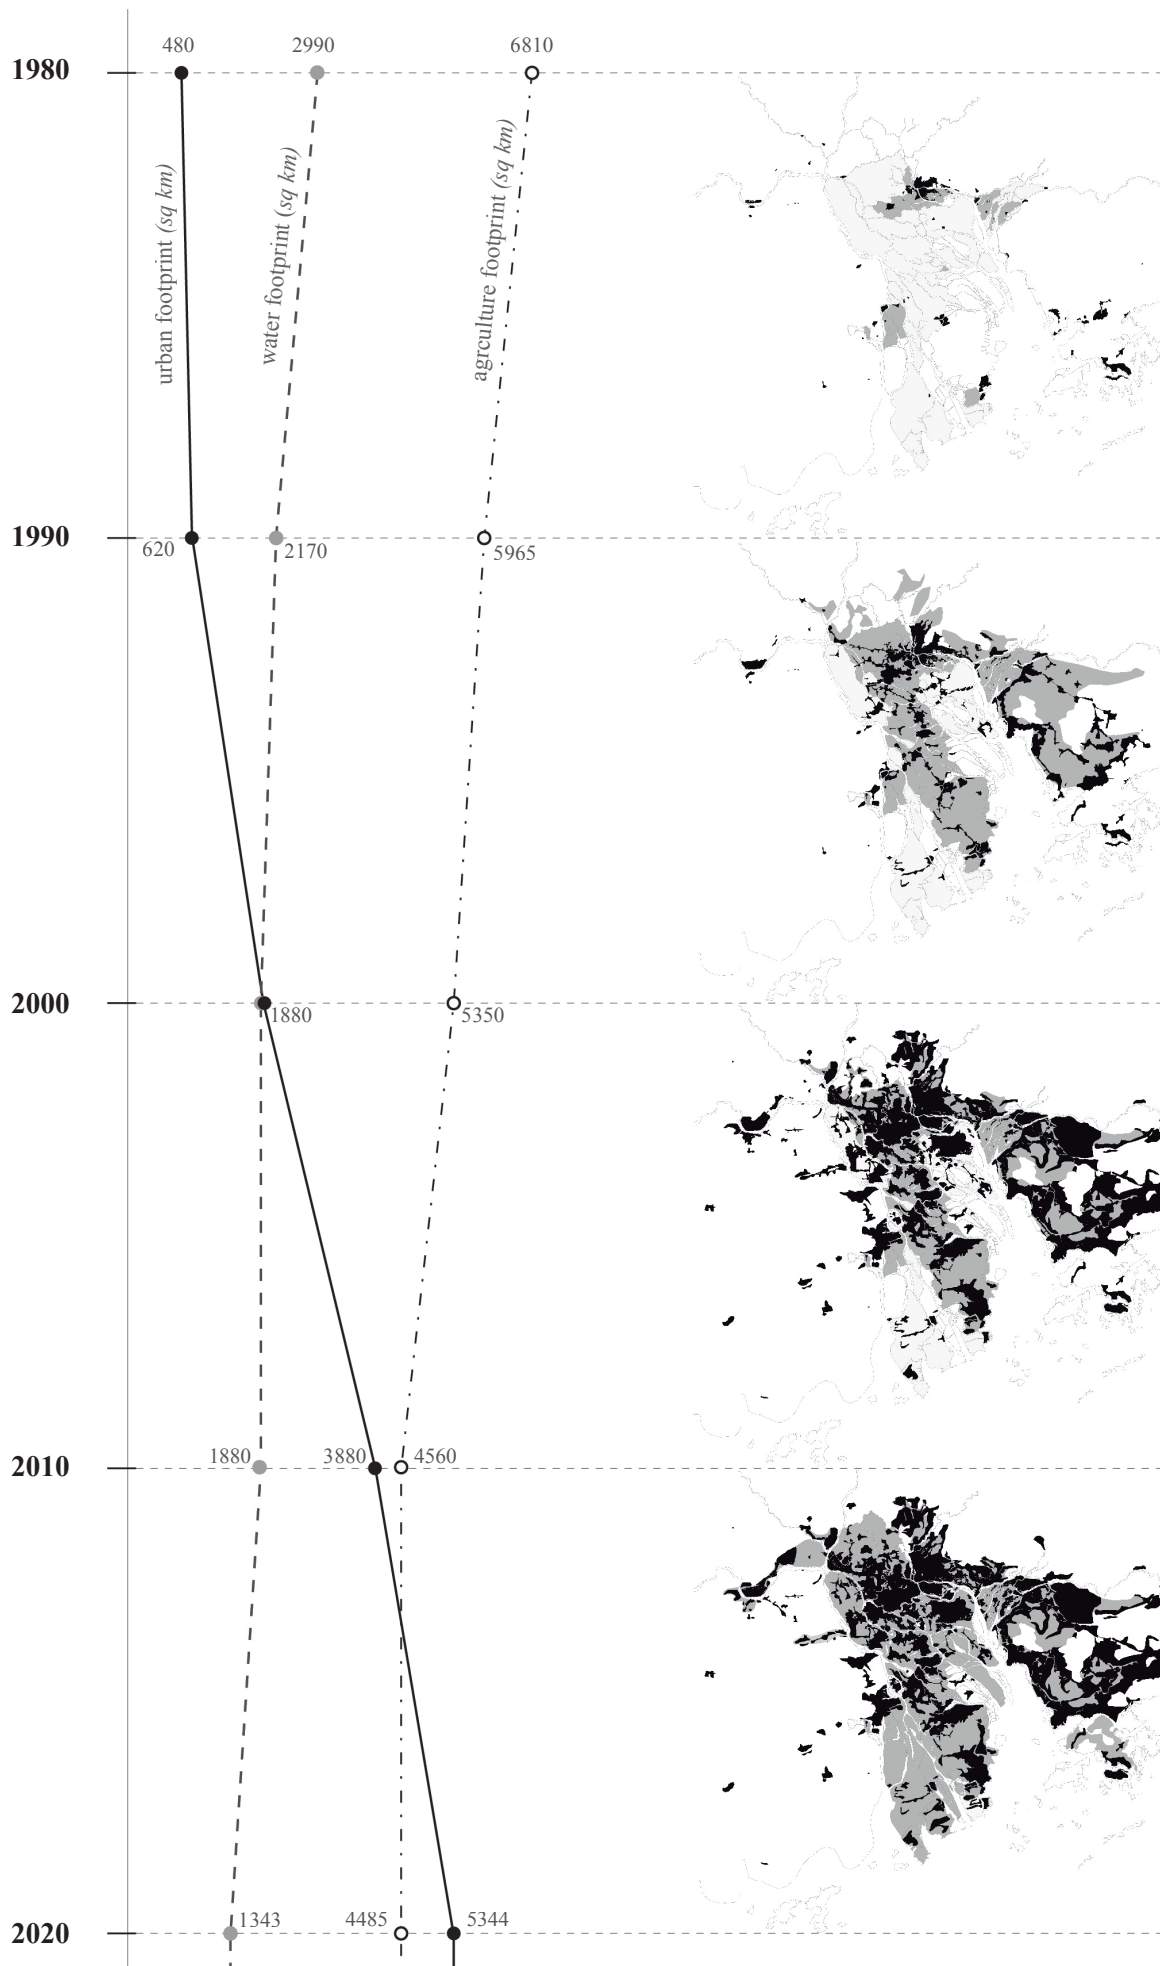 480 2990 6810
1980
urban footprint (sq km)
water footprint (sq km)
agrculture footprint (sq km)
1990
620 2170 5965
2000
1880 5350
2010
1880 3880 4560
2020
1343 4485 5344